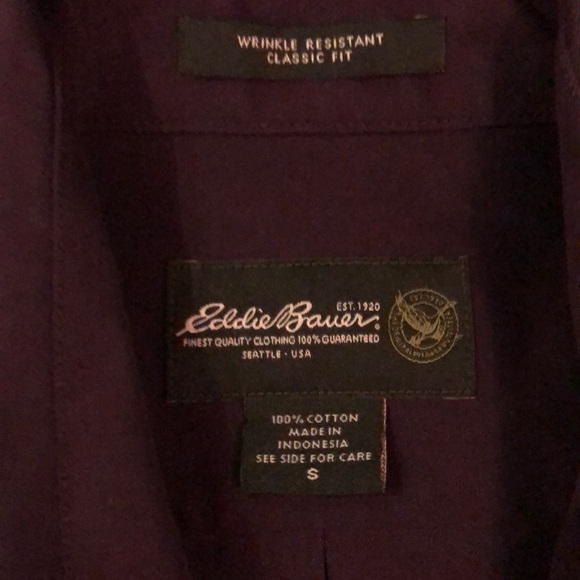 WRINKLE RESISTANT
CLASSIC FIT
EST. 1920
Eddie Bauer.
FINEST QUALITY CLOTHING 100% GUARANTEED
SEATTLE · USA
100% COTTON
MADE IN
INDONESIA
SEE SIDE FOR CARE
S